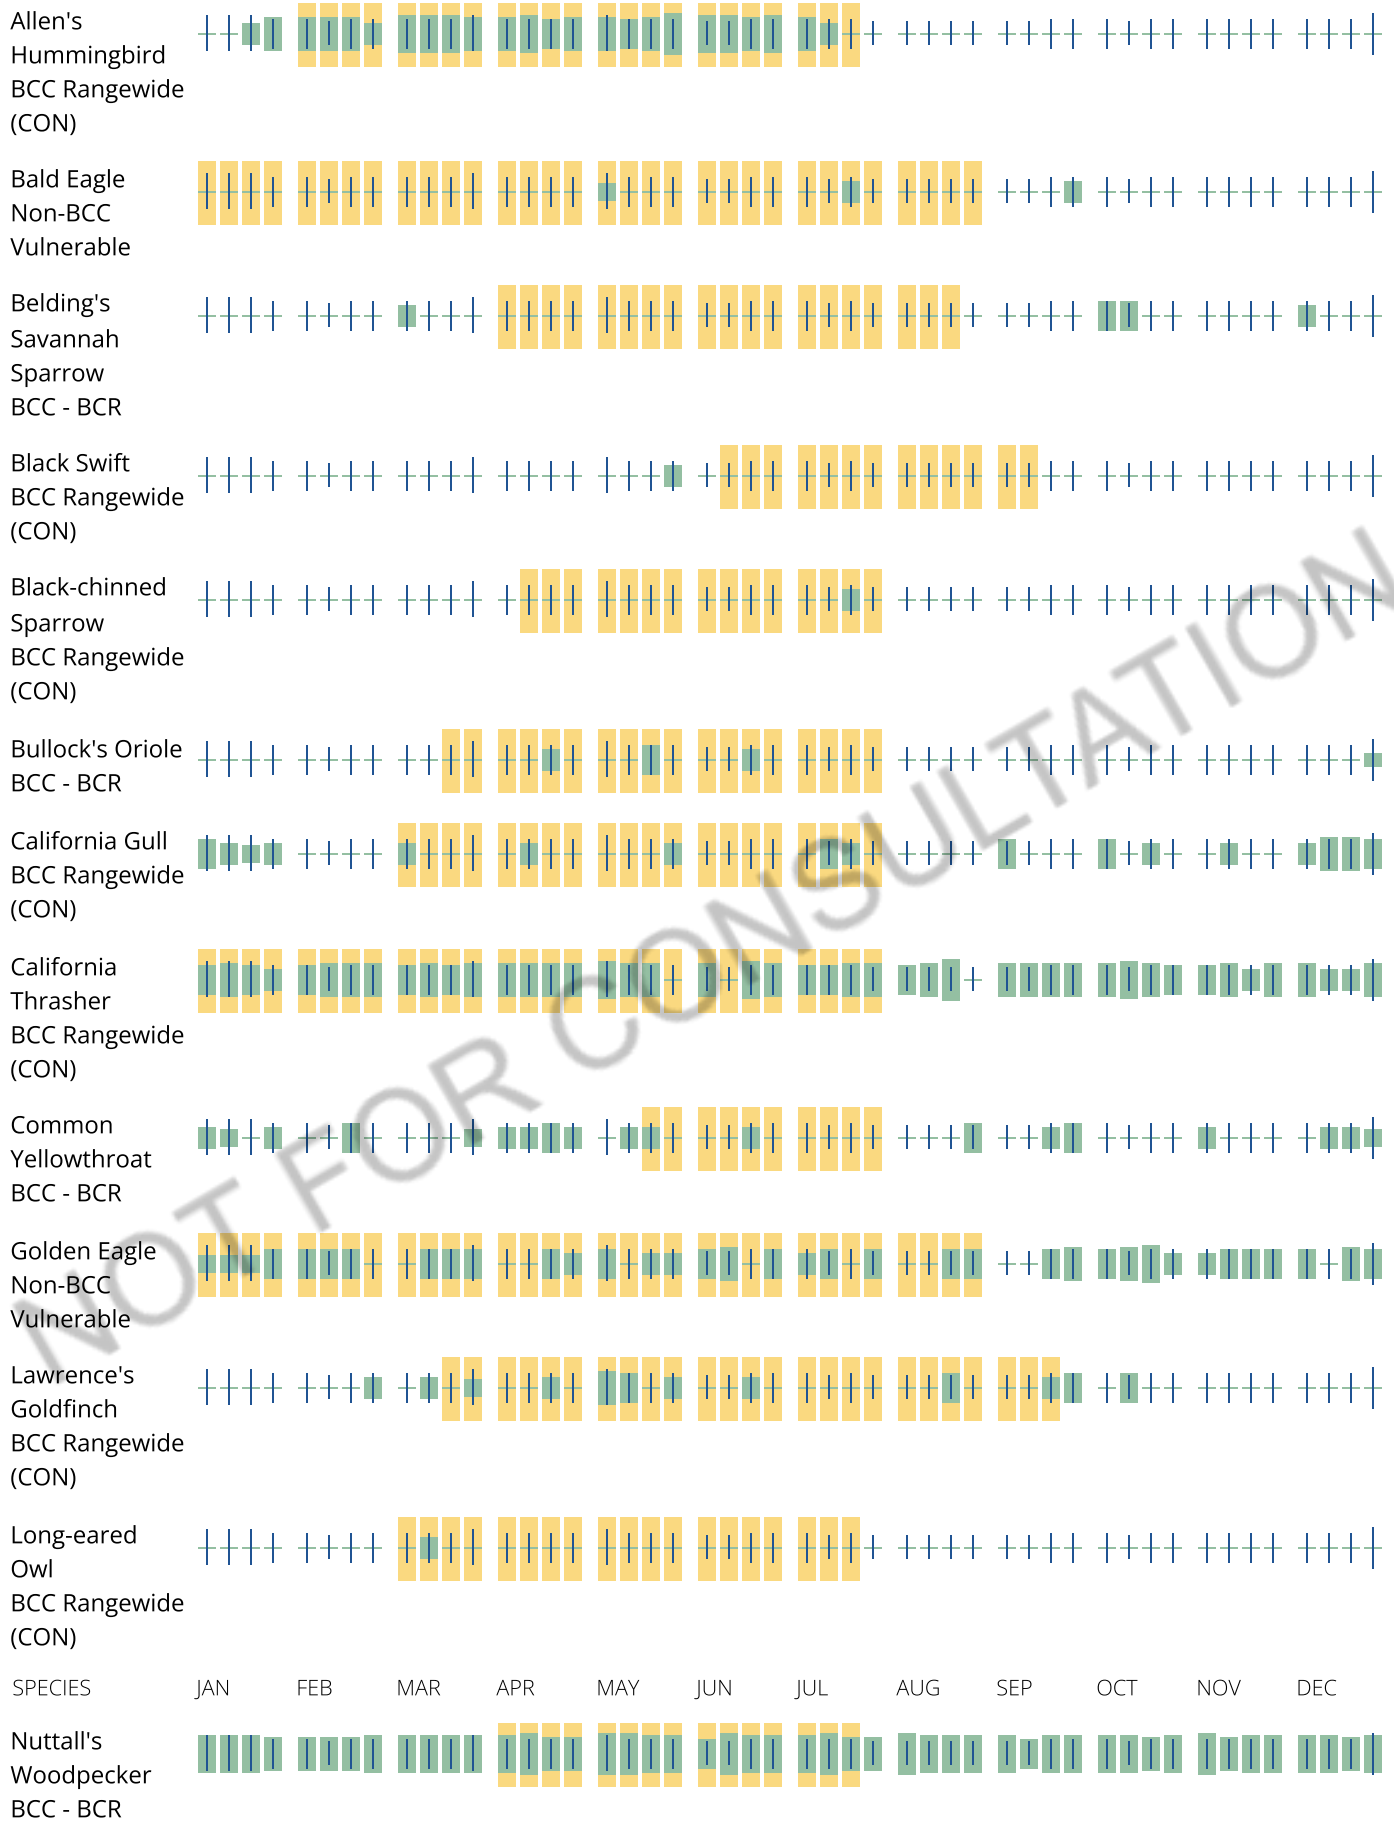 Allen's
Hummingbird
BCC Rangewide
(CON)
Bald Eagle
Non-BCC
Vulnerable
Belding's
Savannah
Sparrow
BCC - BCR
Black Swift
BCC Rangewide
(CON)
Black-chinned
Sparrow
BCC Rangewide
(CON)
Bullock's Oriole
BCC - BCR
California Gull
BCC Rangewide
(CON)
California
Thrasher
BCC Rangewide
(CON)
Common
Yellowthroat
BCC - BCR
Golden Eagle
Non-BCC
Vulnerable
Lawrence's
Goldfinch
BCC Rangewide
(CON)
Long-eared
Owl
BCC Rangewide
(CON)
SPECIES JAN FEB MAR APR MAY JUN JUL AUG SEP OCT NOV DEC
Nuttall's
Woodpecker
BCC - BCR
NOT FOR CONSULTATION